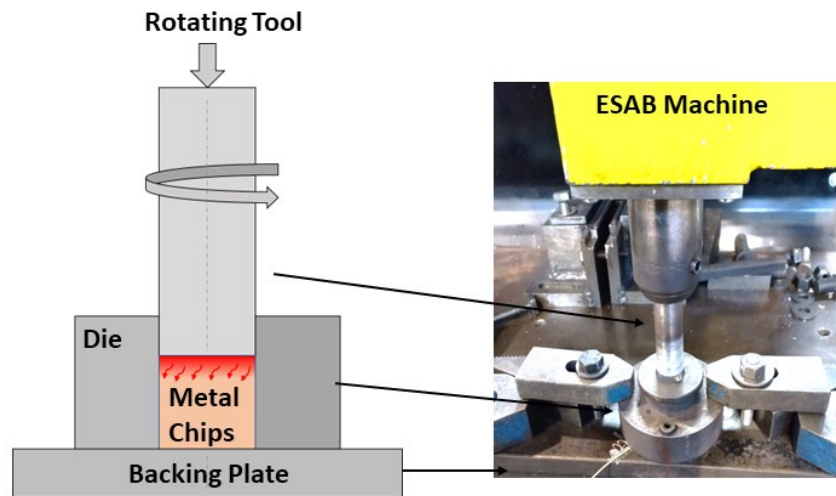 Rotating Tool
ESAB Machine
Die
Metal
Chips
Backing Plate